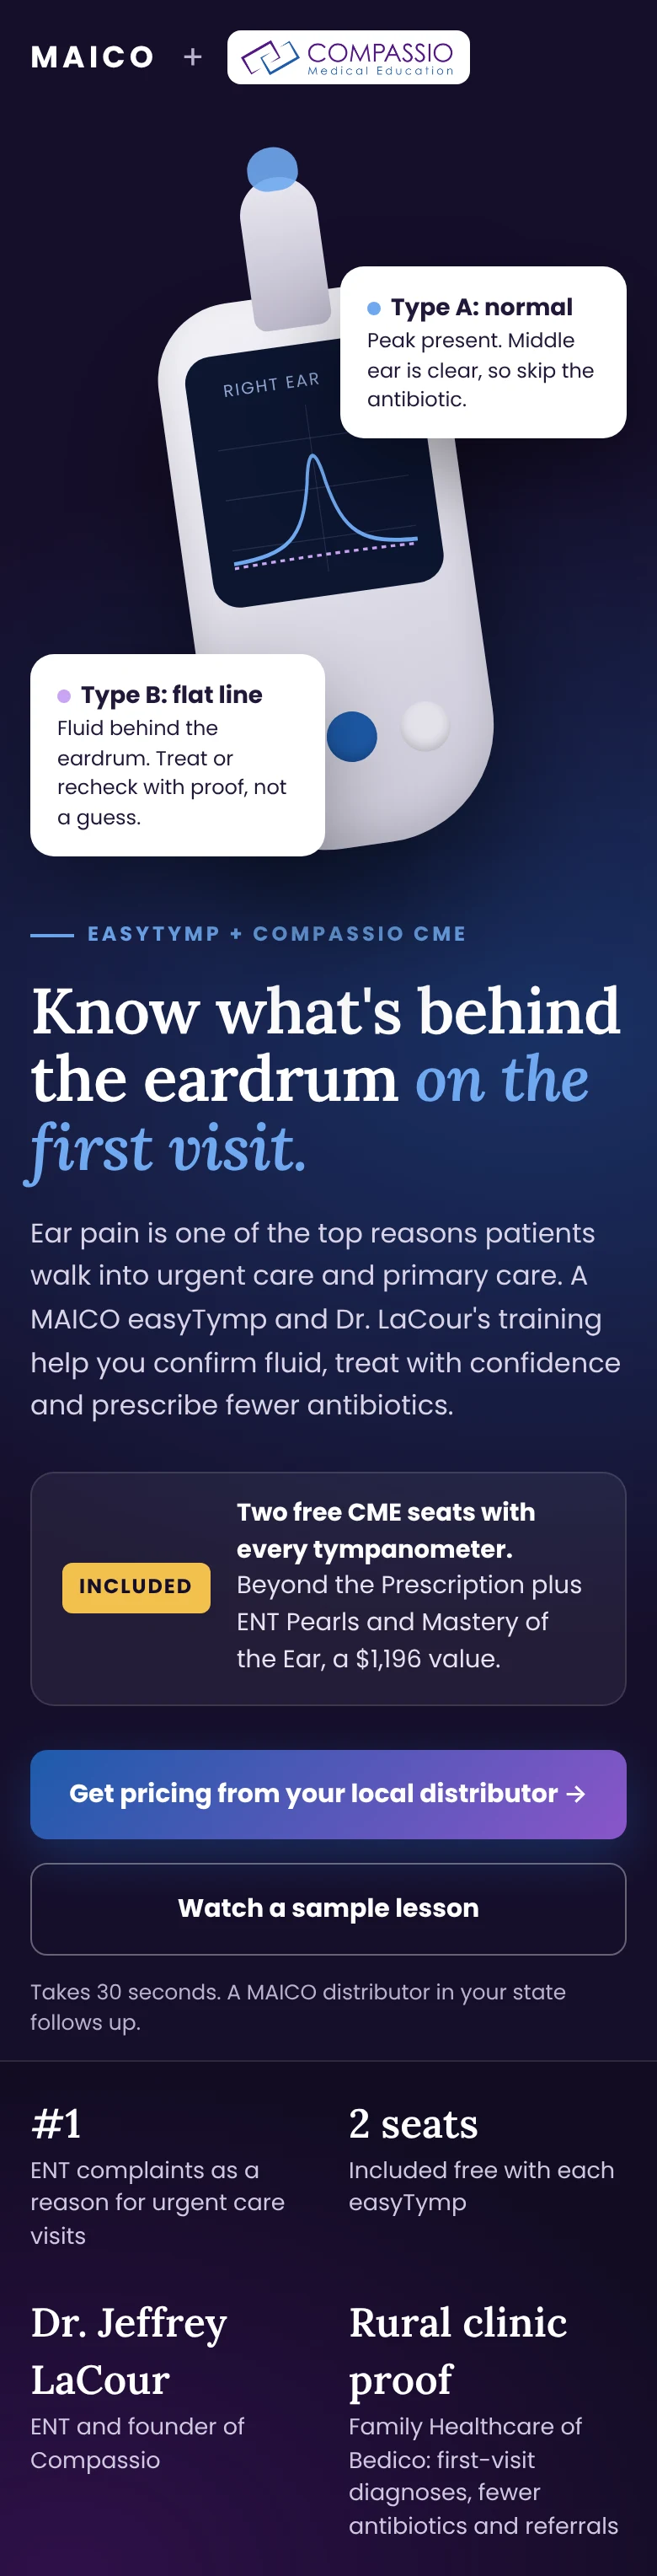 MAICO + COMPASSIO
Medical Education
Type A: normal
Peak present. Middle
ear is clear, so skip the
antibiotic.
RIGHT EAR
Type B: flat line
Fluid behind the
eardrum. Treat or
recheck with proof, not
a guess.
EASYTYMP + COMPASSIO CME
Know what's behind
the eardrum on the
first visit.
Ear pain is one of the top reasons patients
walk into urgent care and primary care. A
MAICO easyTymp and Dr. LaCour's training
help you confirm fluid, treat with confidence
and prescribe fewer antibiotics.
INCLUDED
Two free CME seats with
every tympanometer.
Beyond the Prescription plus
ENT Pearls and Mastery of
the Ear, a $1,196 value.
Get pricing from your local distributor →
Watch a sample lesson
Takes 30 seconds. A MAICO distributor in your state
follows up.
#1
ENT complaints as a
reason for urgent care
visits
2 seats
Included free with each
easyTymp
Dr. Jeffrey
LaCour
ENT and founder of
Compassio
Rural clinic
proof
Family Healthcare of
Bedico: first-visit
diagnoses, fewer
antibiotics and referrals